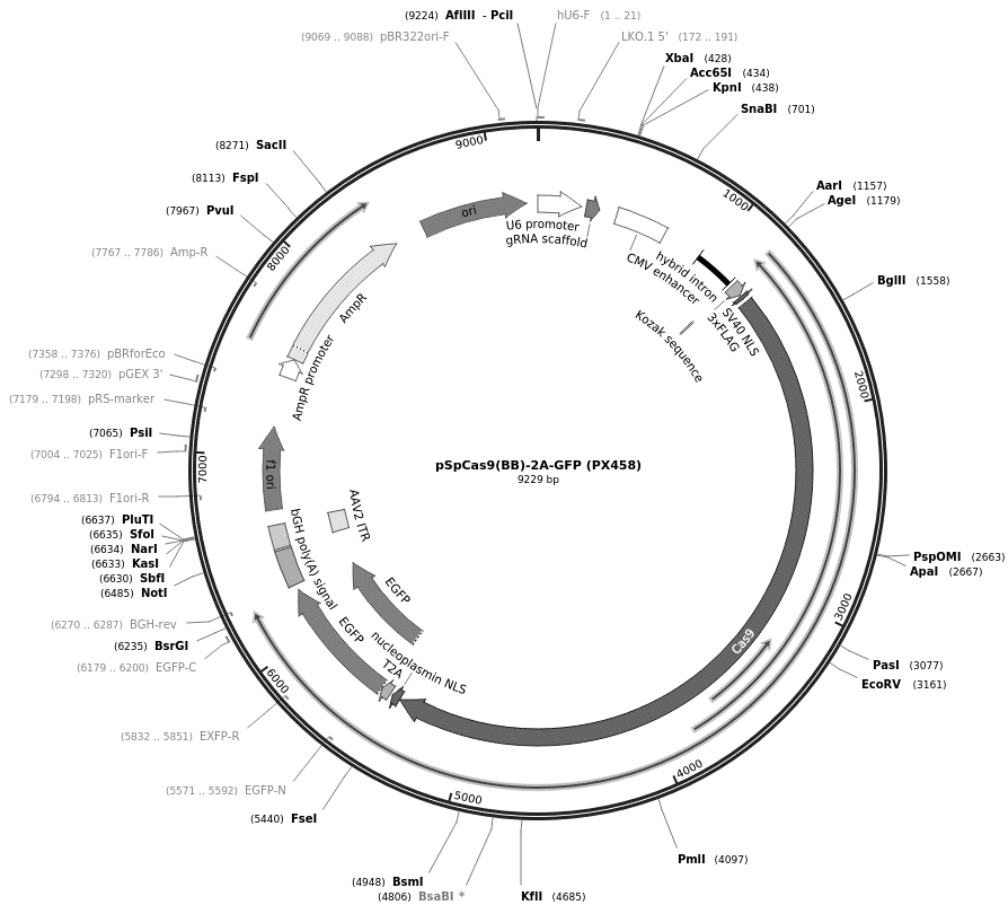 (9224) AflIII - PciI
hU6-F (1 .. 21)
(9069 .. 9088) pBR322ori-F
LKO.1 5' (172 .. 191)
XbaI (428)
Acc65I (434)
KpnI (438)
SnaBI (701)
AarI (1157)
AgeI (1179)
BglII (1558)
PspOMI (2663)
ApaI (2667)
PasI (3077)
EcoRV (3161)
PmlI (4097)
KflI (4685)
(4806) BsaBI *
(4948) BsmI
(5440) FseI
(5571 .. 5592) EGFP-N
(5832 .. 5851) EXFP-R
(6179 .. 6200) EGFP-C
(6235) BsrGI
(6270 .. 6287) BGH-rev
(6485) NotI
(6630) SbfI
(6633) KasI
(6634) NarI
(6635) SfoI
(6637) PluTI
(6794 .. 6813) F1ori-R
(7004 .. 7025) F1ori-F
(7065) PsiI
(7179 .. 7198) pRS-marker
(7298 .. 7320) pGEX 3'
(7358 .. 7376) pBRforEco
(7767 .. 7786) Amp-R
(7967) PvuI
(8113) FspI
(8271) SacII
1000
2000
3000
4000
5000
6000
7000
8000
9000
ori
U6 promoter
gRNA scaffold
CMV enhancer
hybrid intron
Kozak sequence
3xFLAG
SV40 NLS
Cas9
nucleoplasmin NLS
T2A
EGFP
EGFP
bGH poly(A) signal
AAV2 ITR
f1 ori
AmpR promoter
AmpR
pSpCas9(BB)-2A-GFP (PX458)
9229 bp